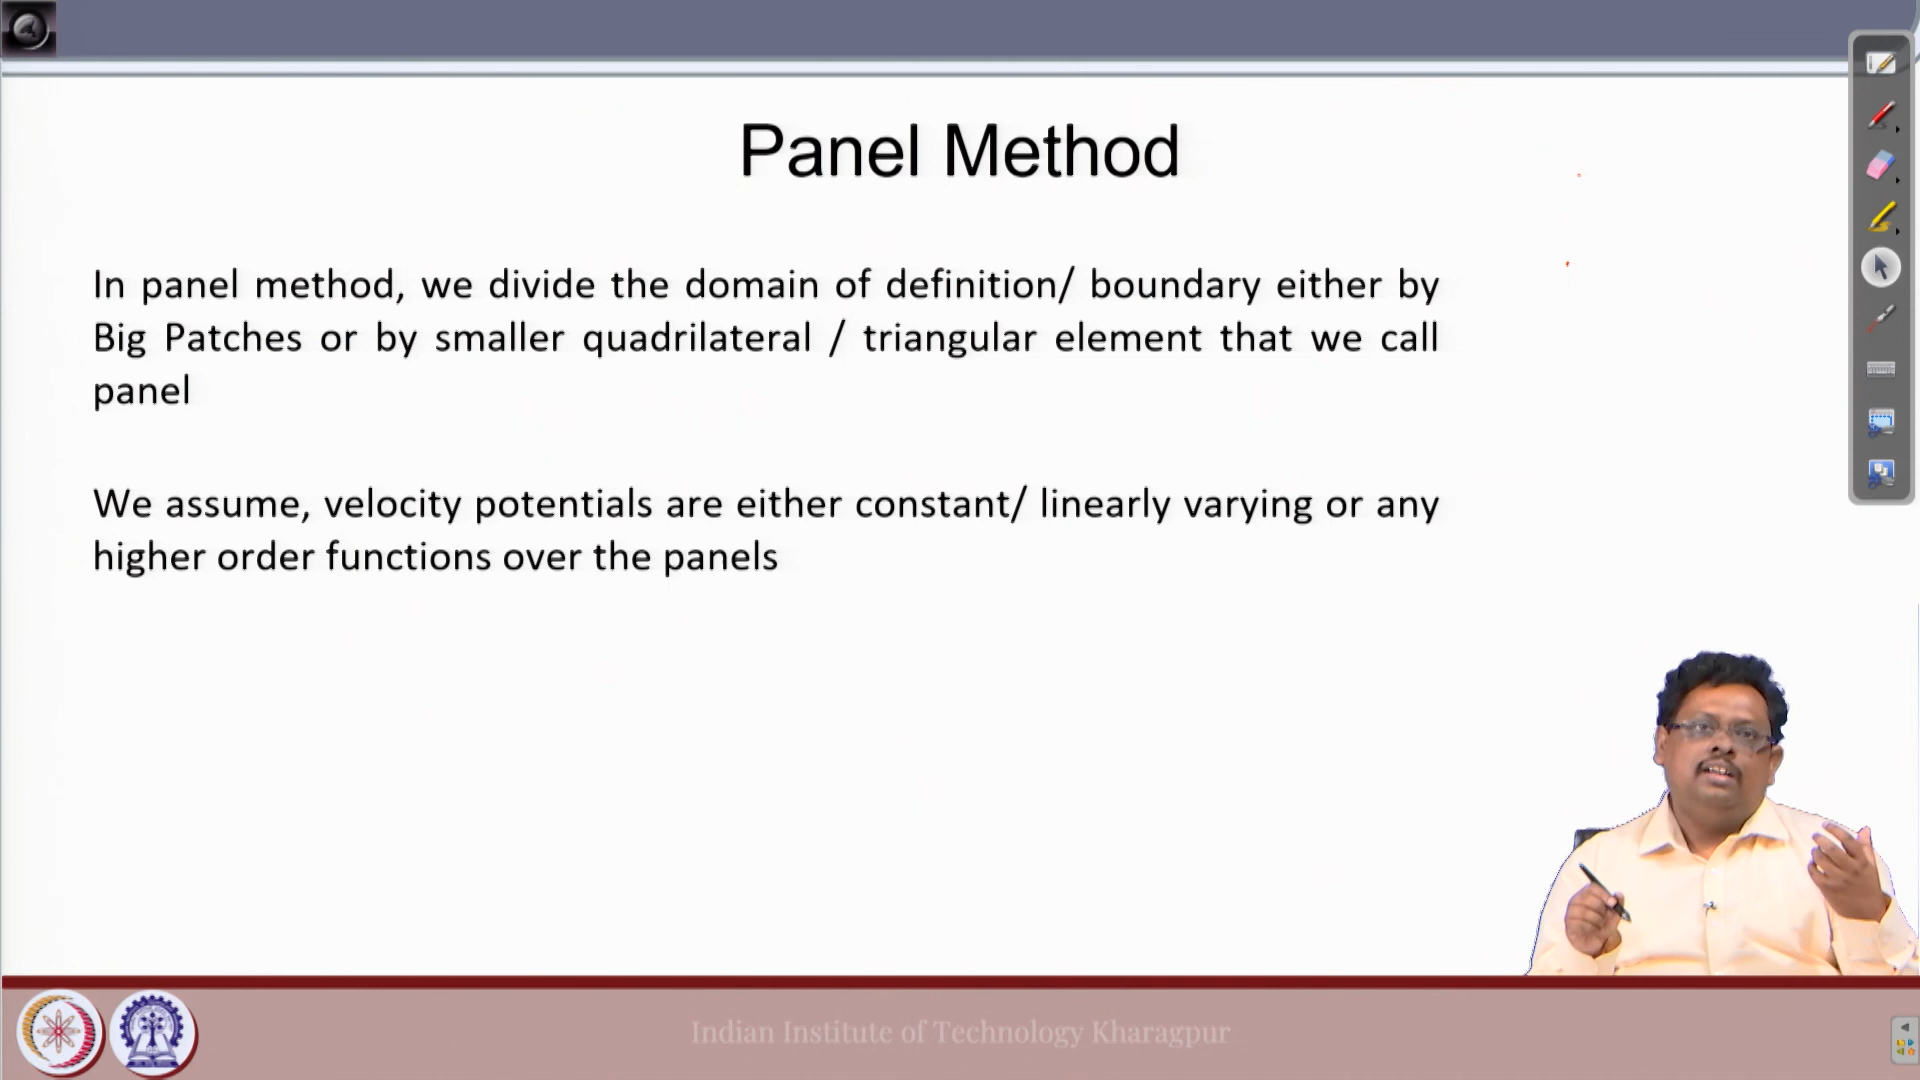 Panel Method
In panel method, we divide the domain of definition/ boundary either by
Big Patches or by smaller quadrilateral / triangular element that we call
panel
We assume, velocity potentials are either constant/ linearly varying or any
higher order functions over the panels
Indian Institute of Technology Kharagpur